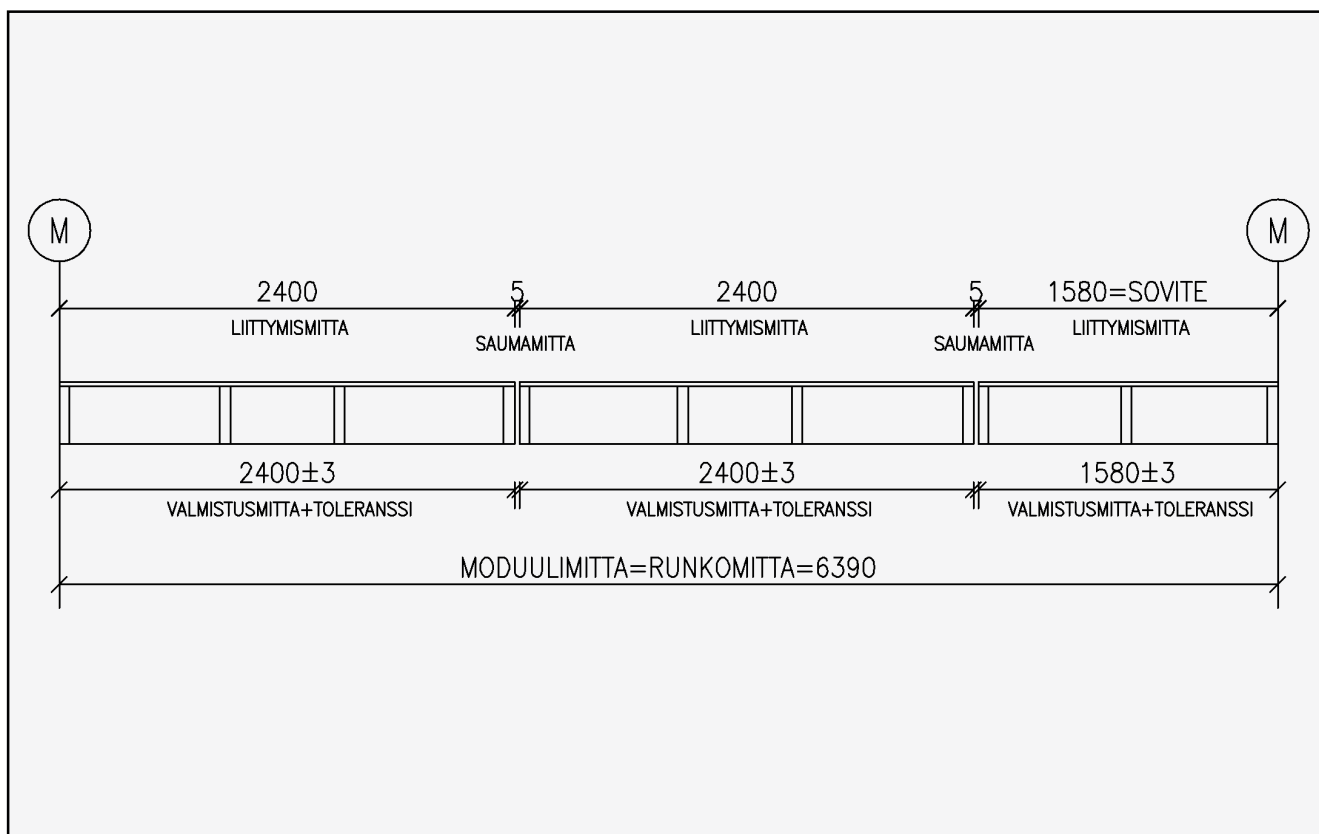 M M
2400 5 2400 5 1580=SOVITE
LIITTYMISMITTA LIITTYMISMITTA LIITTYMISMITTA
SAUMAMITTA SAUMAMITTA
2400±3 2400±3 1580±3
VALMISTUSMITTA+TOLERANSSI VALMISTUSMITTA+TOLERANSSI VALMISTUSMITTA+TOLERANSSI
MODUULIMITTA=RUNKOMITTA=6390